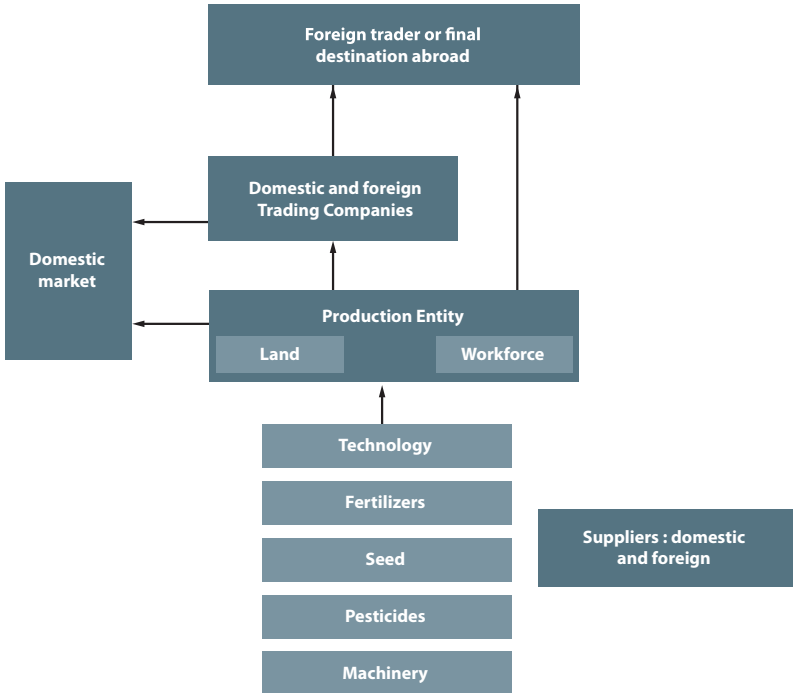 Foreign trader or final
destination abroad
Domestic and foreign
Trading Companies
Domestic
market
Production Entity
Land
Workforce
Technology
Fertilizers
Seed
Suppliers : domestic
and foreign
Pesticides
Machinery